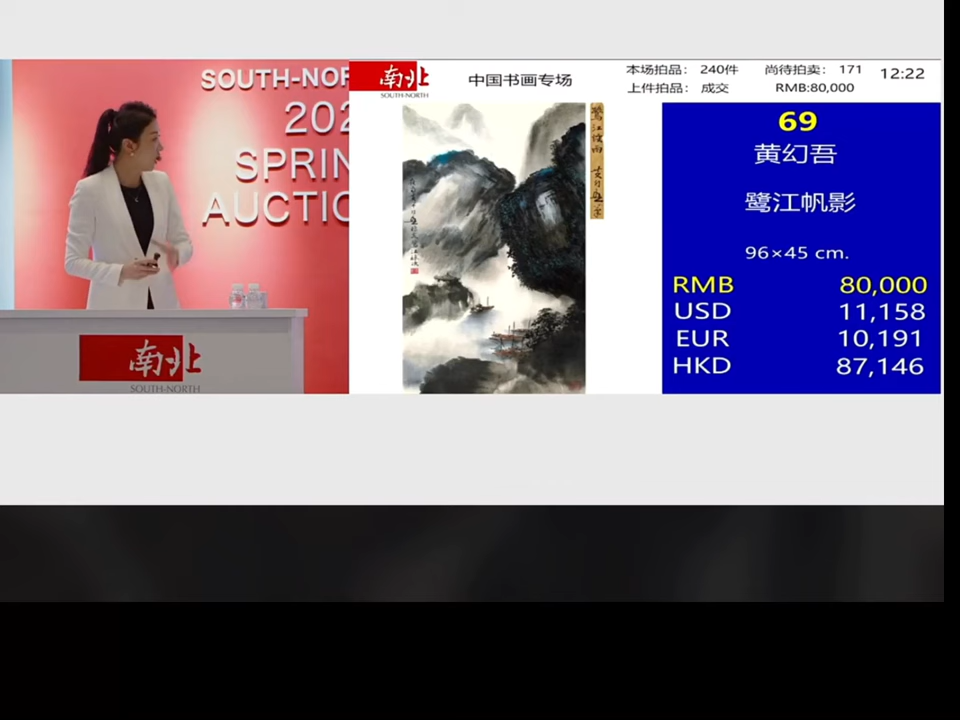 SOUTH-NOR
202
SPRIN
AUCTIO
南北
SOUTH-NORTH
南北
SOUTH-NORTH
中国书画专场
本场拍品： 240件 尚待拍卖： 171
上件拍品： 成交 RMB:80,000
12:22
69
黄幻吾
鹭江帆影
96×45 cm.
RMB 80,000
USD 11,158
EUR 10,191
HKD 87,146